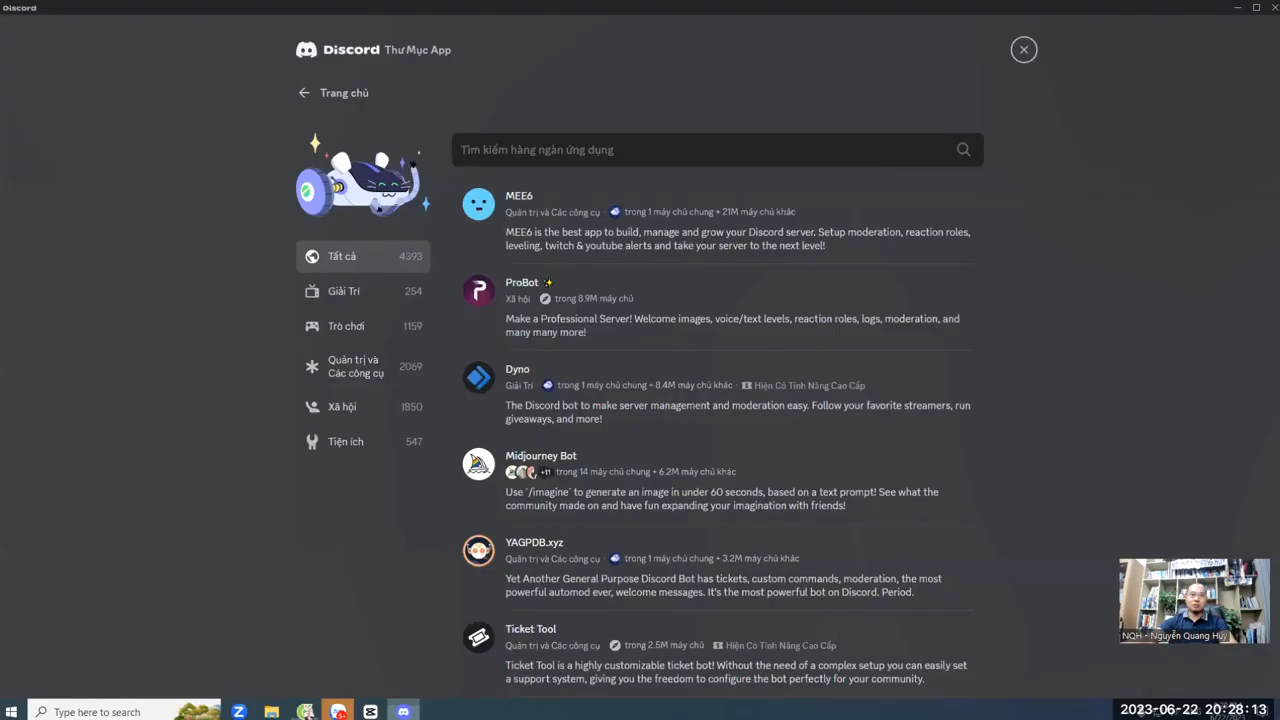 Discord
Discord Thư Mục App
Trang chủ
Tìm kiếm hàng ngàn ứng dụng
Tất cả 4393
Giải Trí 254
Trò chơi 1159
Quản trị và
Các công cụ 2069
Xã hội 1850
Tiện ích 547
MEE6
Quản trị và Các công cụ trong 1 máy chủ chung + 21M máy chủ khác
MEE6 is the best app to build, manage and grow your Discord server. Setup moderation, reaction roles,
leveling, twitch & youtube alerts and take your server to the next level!
ProBot ✨
Xã hội trong 8.9M máy chủ
Make a Professional Server! Welcome images, voice/text levels, reaction roles, logs, moderation, and
many many more!
Dyno
Giải Trí trong 1 máy chủ chung + 8.4M máy chủ khác · Hiện Có Tính Năng Cao Cấp
The Discord bot to make server management and moderation easy. Follow your favorite streamers, run
giveaways, and more!
Midjourney Bot
+11 trong 14 máy chủ chung + 6.2M máy chủ khác
Use `/imagine` to generate an image in under 60 seconds, based on a text prompt! See what the
community made on and have fun expanding your imagination with friends!
YAGPDB.xyz
Quản trị và Các công cụ · trong 1 máy chủ chung + 3.2M máy chủ khác
Yet Another General Purpose Discord Bot has tickets, custom commands, moderation, the most
powerful automod ever, welcome messages. It's the most powerful bot on Discord. Period.
Ticket Tool
Quản trị và Các công cụ trong 2.5M máy chủ Hiện Có Tính Năng Cao Cấp
Ticket Tool is a highly customizable ticket bot! Without the need of a complex setup you can easily set
a support system, giving you the freedom to configure the bot perfectly for your community.
NQH - Nguyễn Quang Huy
Type here to search
2023-06-22 20:28:13